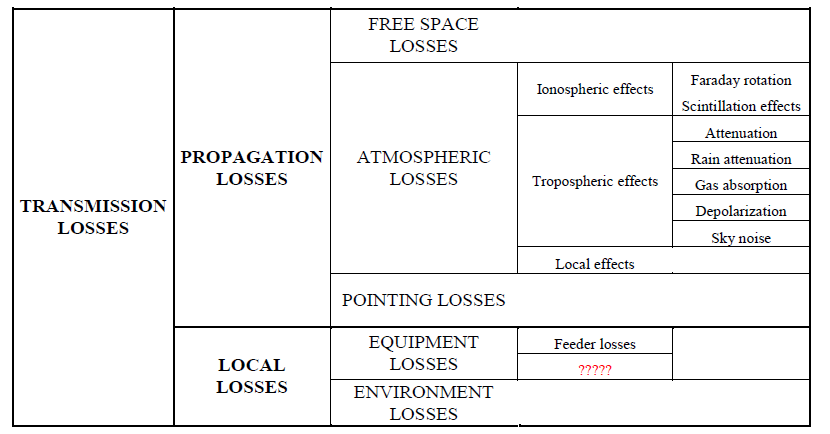 FREE SPACE
LOSSES
Ionospheric effects
Faraday rotation
Scintillation effects
TRANSMISSION
LOSSES
PROPAGATION
LOSSES
ATMOSPHERIC
LOSSES
Tropospheric effects
Attenuation
Rain attenuation
Gas absorption
Depolarization
Sky noise
Local effects
POINTING LOSSES
LOCAL
LOSSES
EQUIPMENT
LOSSES
Feeder losses
?????
ENVIRONMENT
LOSSES